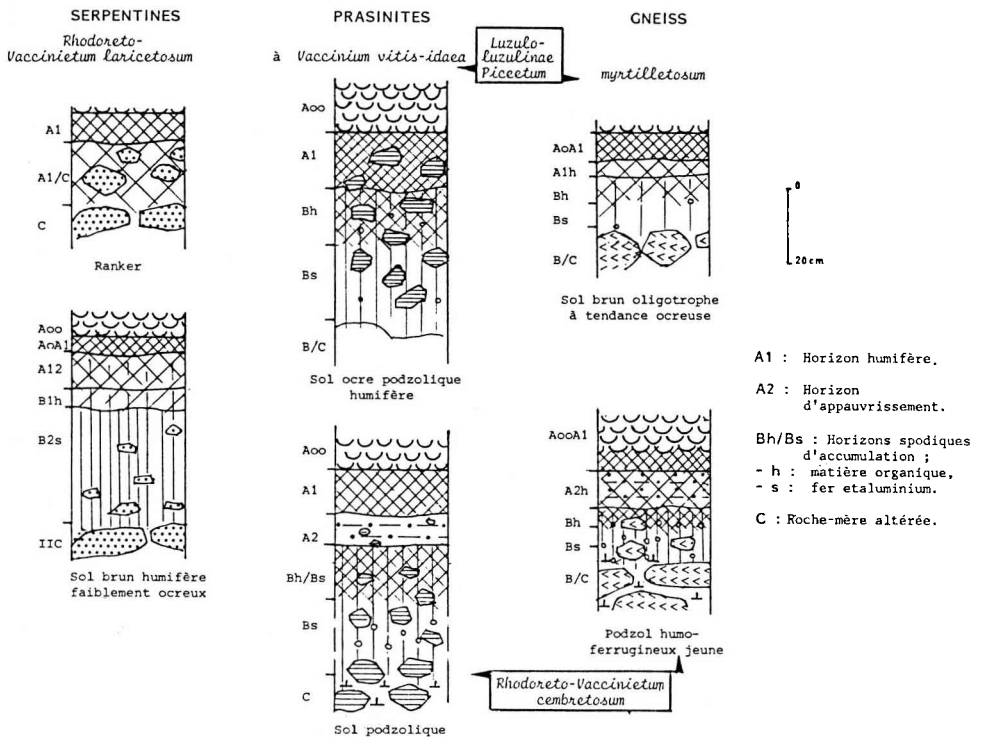 SERPENTINES
Rhodoreto-
Vaccinietum laricetosum
A1
A1/C
C
Ranker
Aoo
AoA1
A12
B1h
B2s
IIC
Sol brun humifère
faiblement ocreux
PRASINITES
à Vaccinium vitis-idaea
Luzulo-
luzulinae
Piceetum
Aoo
A1
Bh
Bs
B/C
Sol ocre podzolique
humifère
Aoo
A1
A2
Bh/Bs
Bs
C
Sol podzolique
GNEISS
myrtilletosum
AoA1
A1h
Bh
Bs
B/C
Sol brun oligotrophe
à tendance ocreuse
AooA1
A2h
Bh
Bs
B/C
Podzol humo-
ferrugineux jeune
Rhodoreto-Vaccinietum
cembretosum
0
20cm
A1 : Horizon humifère.
A2 : Horizon
d'appauvrissement.
Bh/Bs : Horizons spodiques
d'accumulation ;
- h : matière organique,
- s : fer etaluminium.
C : Roche-mère altérée.